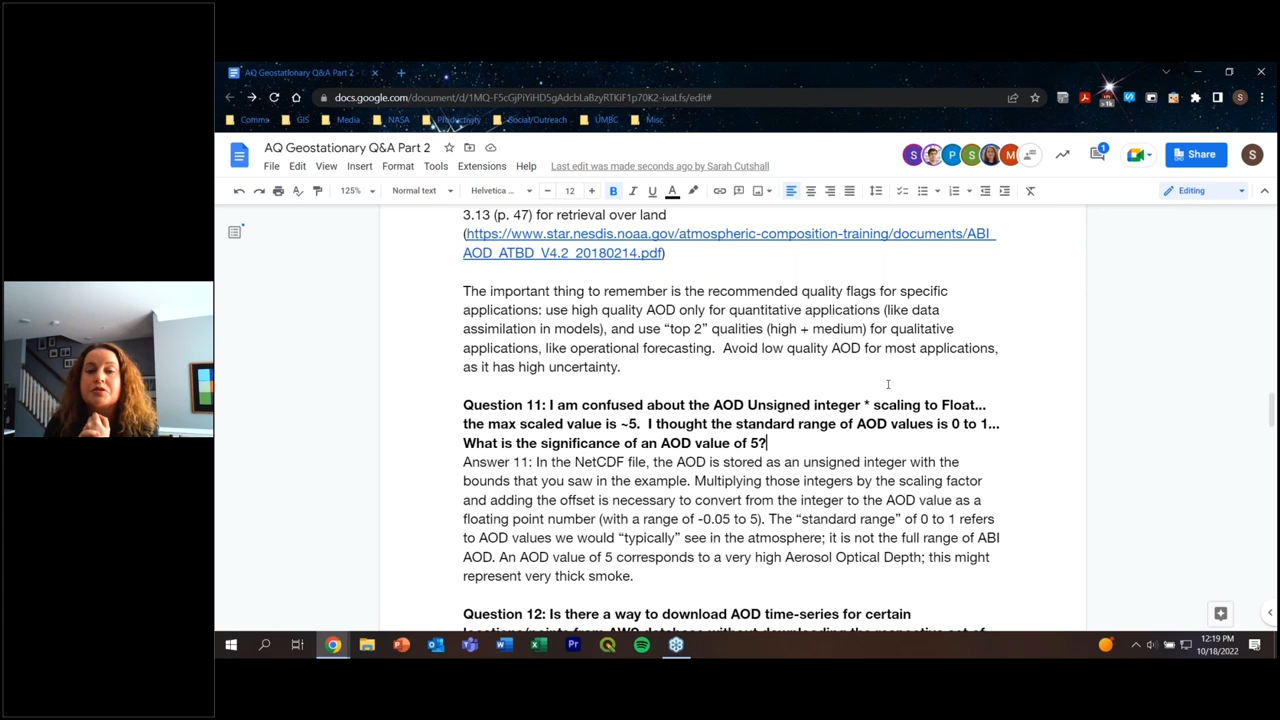 AQ Geostationary Q&A Part 2 -
docs.google.com/document/d/1MQ-F5cGjPiYiHD5gAdcbLaBzyRTKiF1p70K2-ixaLfs/edit#
Comms GIS Media NASA Productivity Social/Outreach UMBC Misc
AQ Geostationary Q&A Part 2
File Edit View Insert Format Tools Extensions Help Last edit was made seconds ago by Sarah Cutshall
S P S M 1 Share S
125% Normal text Helvetica ... 12 B I U A Editing
3.13 (p. 47) for retrieval over land
(https://www.star.nesdis.noaa.gov/atmospheric-composition-training/documents/ABI_
AOD_ATBD_V4.2_20180214.pdf)
The important thing to remember is the recommended quality flags for specific
applications: use high quality AOD only for quantitative applications (like data
assimilation in models), and use “top 2” qualities (high + medium) for qualitative
applications, like operational forecasting.  Avoid low quality AOD for most applications,
as it has high uncertainty.
Question 11: I am confused about the AOD Unsigned integer * scaling to Float...
the max scaled value is ~5.  I thought the standard range of AOD values is 0 to 1...
What is the significance of an AOD value of 5?
Answer 11: In the NetCDF file, the AOD is stored as an unsigned integer with the
bounds that you saw in the example. Multiplying those integers by the scaling factor
and adding the offset is necessary to convert from the integer to the AOD value as a
floating point number (with a range of -0.05 to 5). The “standard range” of 0 to 1 refers
to AOD values we would “typically” see in the atmosphere; it is not the full range of ABI
AOD. An AOD value of 5 corresponds to a very high Aerosol Optical Depth; this might
represent very thick smoke.
Question 12: Is there a way to download AOD time-series for certain
12:19 PM
10/18/2022